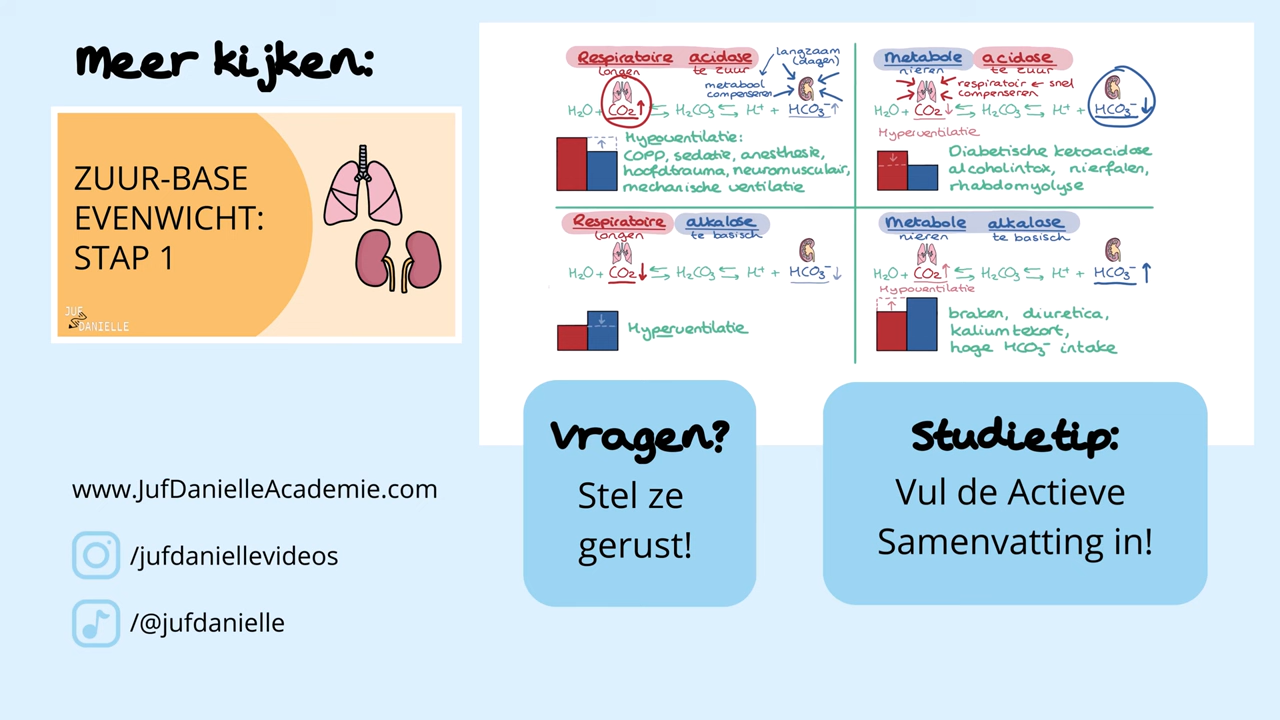 Meer kijken:
ZUUR-BASE
EVENWICHT:
STAP 1
JUF
DANIELLE
www.JufDanielleAcademie.com
/jufdaniellevideos
/@jufdanielle
Respiratoire acidose
longen te zuur
langzaam
(dagen)
metabool
compenseren
H₂O + CO₂ ↑ ⇆ H₂CO₃ ⇆ H⁺ + HCO₃⁻ ↑
Hypoventilatie:
COPD, sedatie, anesthesie,
hoofdtrauma, neuromusculair,
mechanische ventilatie
Metabole acidose
nieren te zuur
respiratoir ← snel
compenseren
H₂O + CO₂ ↓ ⇆ H₂CO₃ ⇆ H⁺ + HCO₃⁻ ↓
Hyperventilatie
Diabetische ketoacidose
alcoholintox, nierfalen,
rhabdomyolyse
Respiratoire alkalose
longen te basisch
H₂O + CO₂ ↓ ⇆ H₂CO₃ ⇆ H⁺ + HCO₃⁻ ↓
Hyperventilatie
Metabole alkalose
nieren te basisch
H₂O + CO₂ ↑ ⇆ H₂CO₃ ⇆ H⁺ + HCO₃⁻ ↑
Hypoventilatie
braken, diuretica,
kaliumtekort,
hoge HCO₃⁻ intake
Vragen?
Stel ze
gerust!
Studietip:
Vul de Actieve
Samenvatting in!